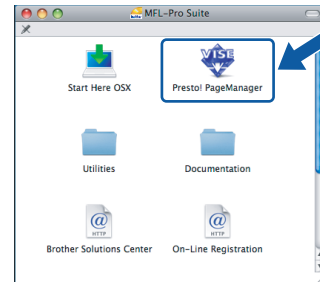 MFL-Pro Suite
VISE
Start Here OSX
Presto! PageManager
Utilities
Documentation
@
HTTP
@
HTTP
Brother Solutions Center
On-Line Registration